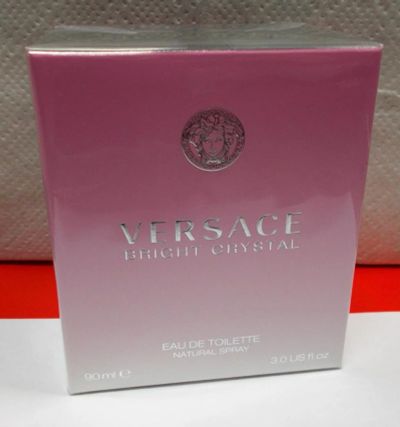 VERSACE
BRIGHT CRYSTAL
EAU DE TOILETTE
NATURAL SPRAY
90 ml ℮ 3.0 US fl oz